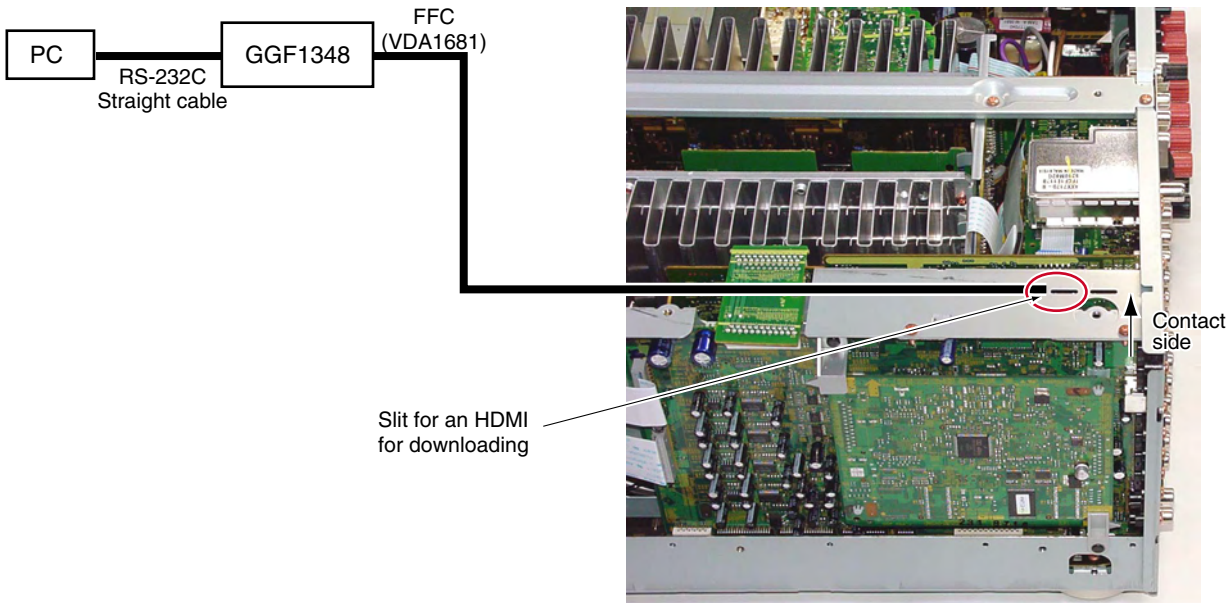 FFC
(VDA1681)
PC
GGF1348
RS-232C
Straight cable
Contact
side
Slit for an HDMI
for downloading